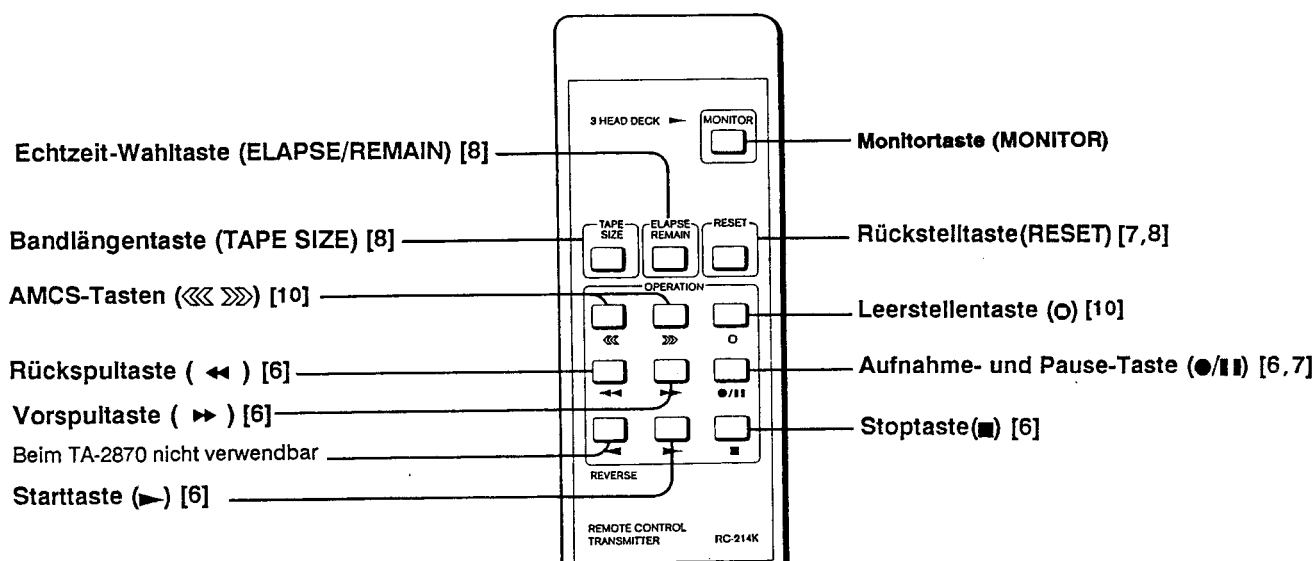 3 HEAD DECK ► MONITOR
Echtzeit-Wahltaste (ELAPSE/REMAIN) [8]
Monitortaste (MONITOR)
TAPE SIZE
ELAPSE REMAIN
RESET
Bandlängentaste (TAPE SIZE) [8]
Rückstelltaste(RESET) [7,8]
OPERATION
AMCS-Tasten (⋘ ⋙) [10]
Leerstellentaste (O) [10]
⋘ ⋙ O
Rückspultaste ( ◄◄ ) [6]
Aufnahme- und Pause-Taste (●/▮▮) [6,7]
◄◄ ►► ●/▮▮
Vorspultaste ( ►► ) [6]
Stoptaste(■) [6]
Beim TA-2870 nicht verwendbar
◄ ► ■
REVERSE
Starttaste (►) [6]
REMOTE CONTROL
TRANSMITTER RC-214K